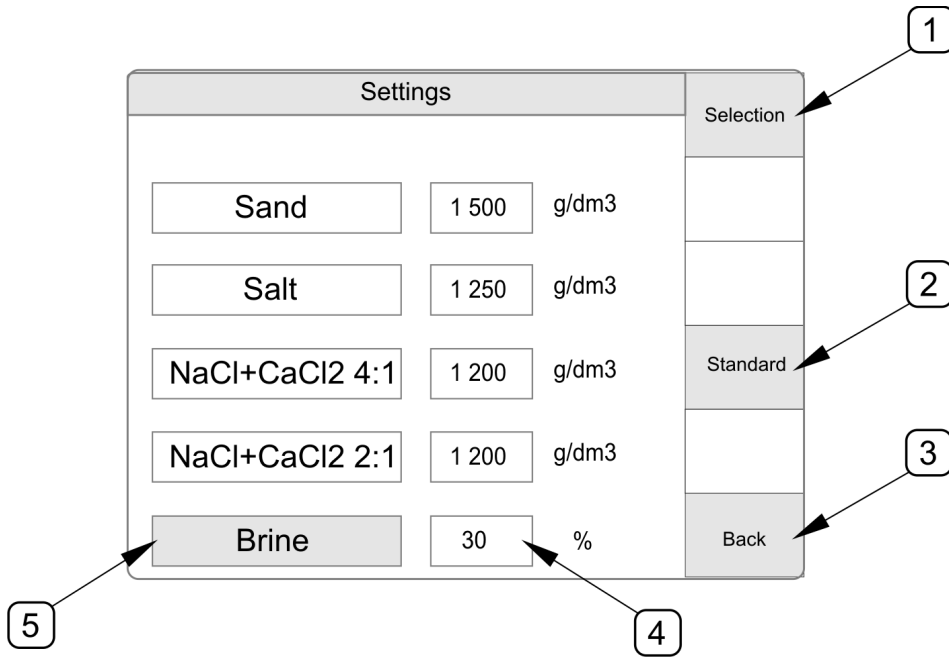 1
Settings
Selection
Sand 1 500 g/dm3
Salt 1 250 g/dm3
2
NaCl+CaCl2 4:1 1 200 g/dm3
Standard
NaCl+CaCl2 2:1 1 200 g/dm3
3
Brine 30 %
Back
5
4